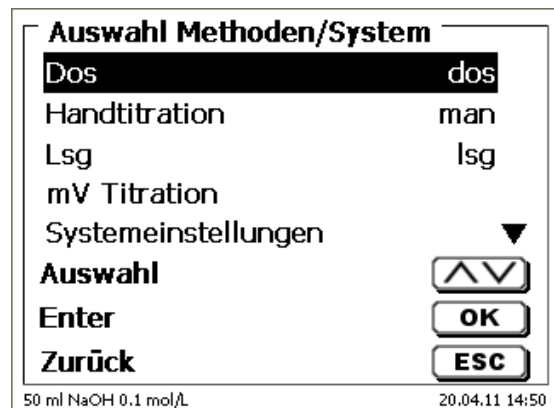 Auswahl Methoden/System
Dos dos
Handtitration man
Lsg lsg
mV Titration
Systemeinstellungen ▼
Auswahl
Enter OK
Zurück ESC
50 ml NaOH 0.1 mol/L 20.04.11 14:50